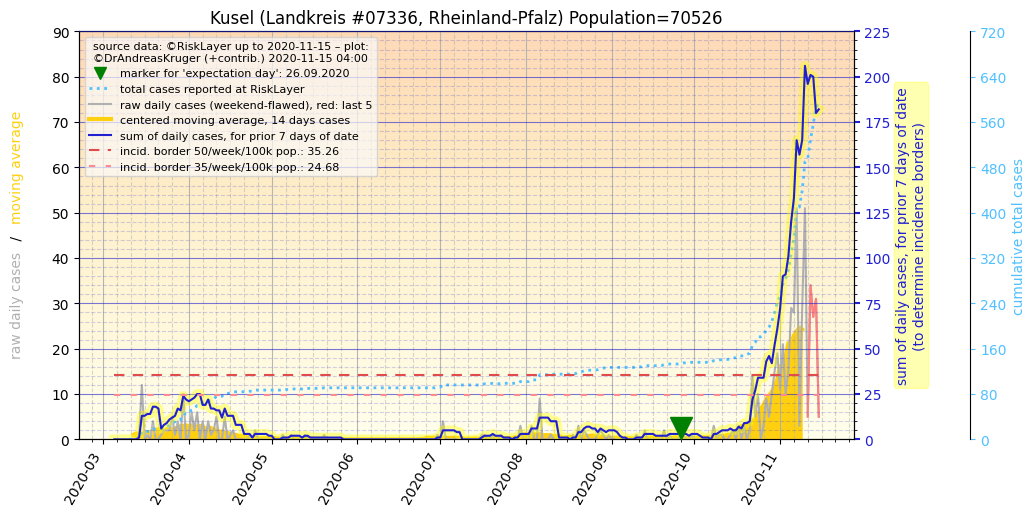 Kusel (Landkreis #07336, Rheinland-Pfalz) Population=70526
source data: ©RiskLayer up to 2020-11-15 – plot:
©DrAndreasKruger (+contrib.) 2020-11-15 04:00
marker for 'expectation day': 26.09.2020
total cases reported at RiskLayer
raw daily cases (weekend-flawed), red: last 5
centered moving average, 14 days cases
sum of daily cases, for prior 7 days of date
incid. border 50/week/100k pop.: 35.26
incid. border 35/week/100k pop.: 24.68
raw daily cases / moving average
90
80
70
60
50
40
30
20
10
0
2020-03
2020-04
2020-05
2020-06
2020-07
2020-08
2020-09
2020-10
2020-11
225
200
175
150
125
100
75
50
25
0
sum of daily cases, for prior 7 days of date
(to determine incidence borders)
720
640
560
480
400
320
240
160
80
0
cumulative total cases